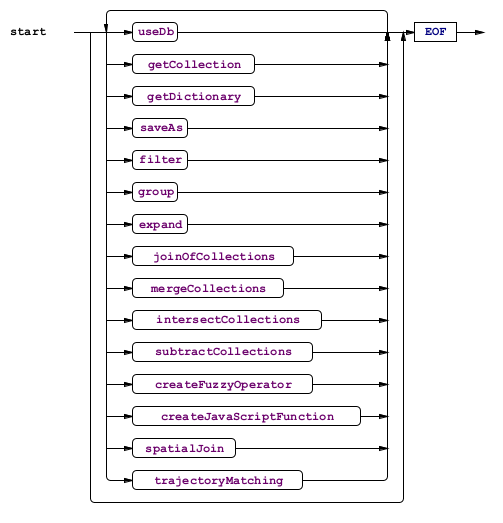 start useDb EOF
getCollection
getDictionary
saveAs
filter
group
expand
joinOfCollections
mergeCollections
intersectCollections
subtractCollections
createFuzzyOperator
createJavaScriptFunction
spatialJoin
trajectoryMatching